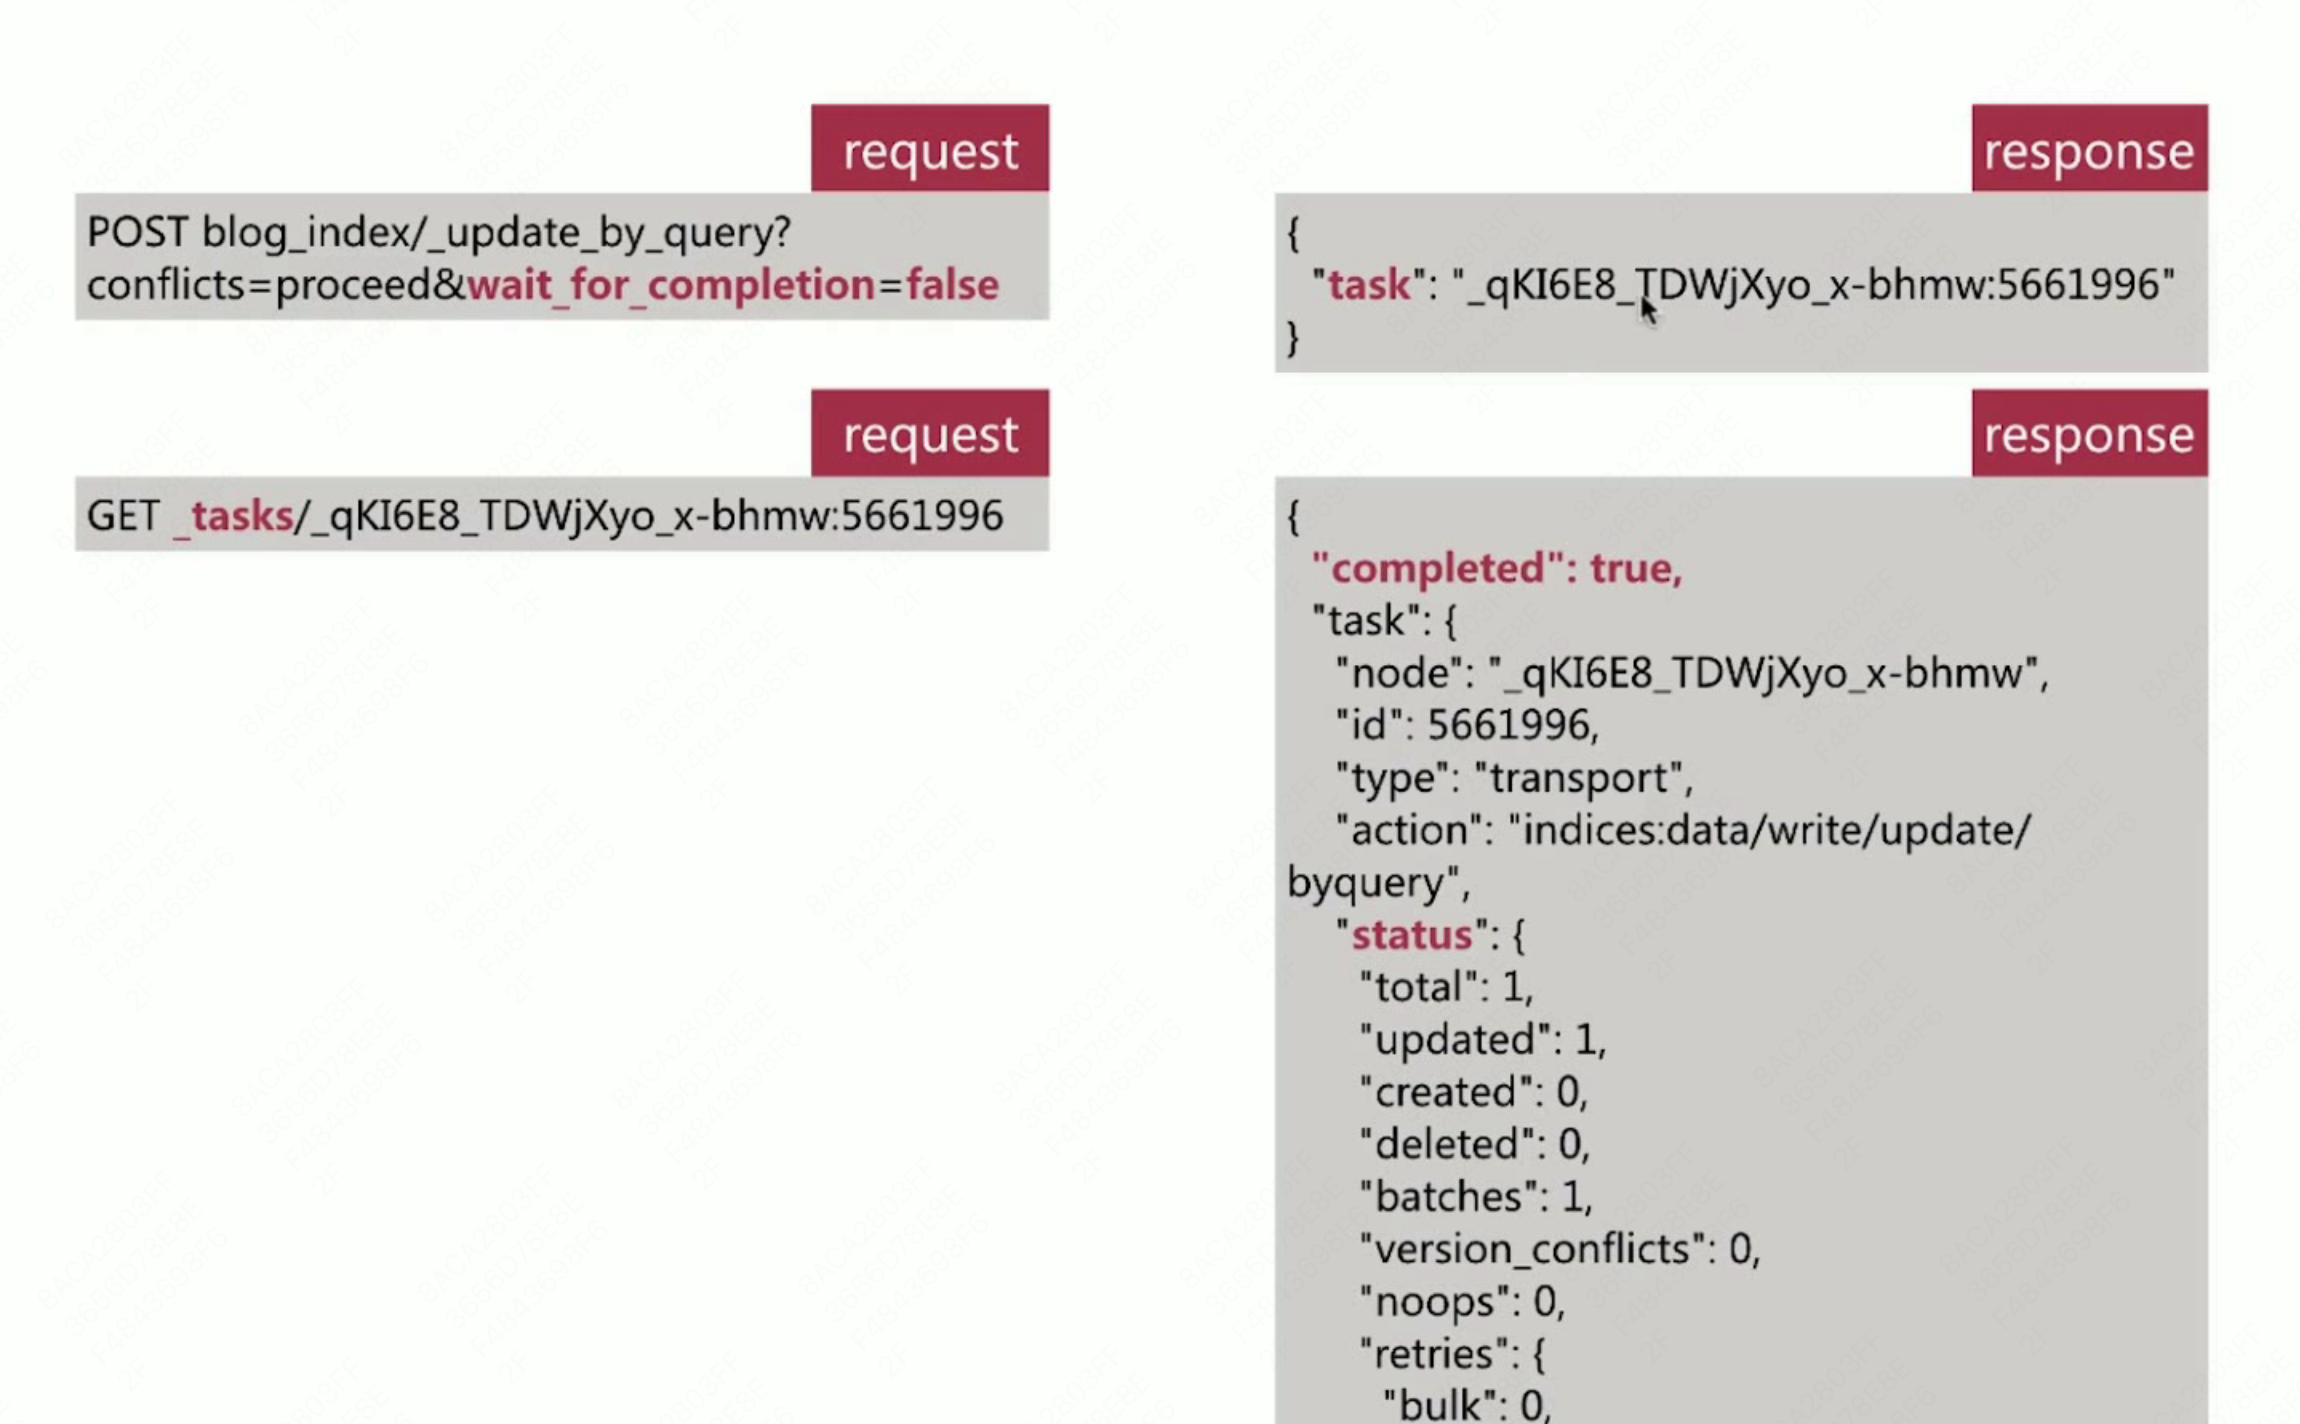 request
POST blog_index/_update_by_query?
conflicts=proceed&wait_for_completion=false
response
{
"task": "_qKI6E8_TDWjXyo_x-bhmw:5661996"
}
request
GET _tasks/_qKI6E8_TDWjXyo_x-bhmw:5661996
response
{
"completed": true,
"task": {
"node": "_qKI6E8_TDWjXyo_x-bhmw",
"id": 5661996,
"type": "transport",
"action": "indices:data/write/update/
byquery",
"status": {
"total": 1,
"updated": 1,
"created": 0,
"deleted": 0,
"batches": 1,
"version_conflicts": 0,
"noops": 0,
"retries": {
"bulk": 0,